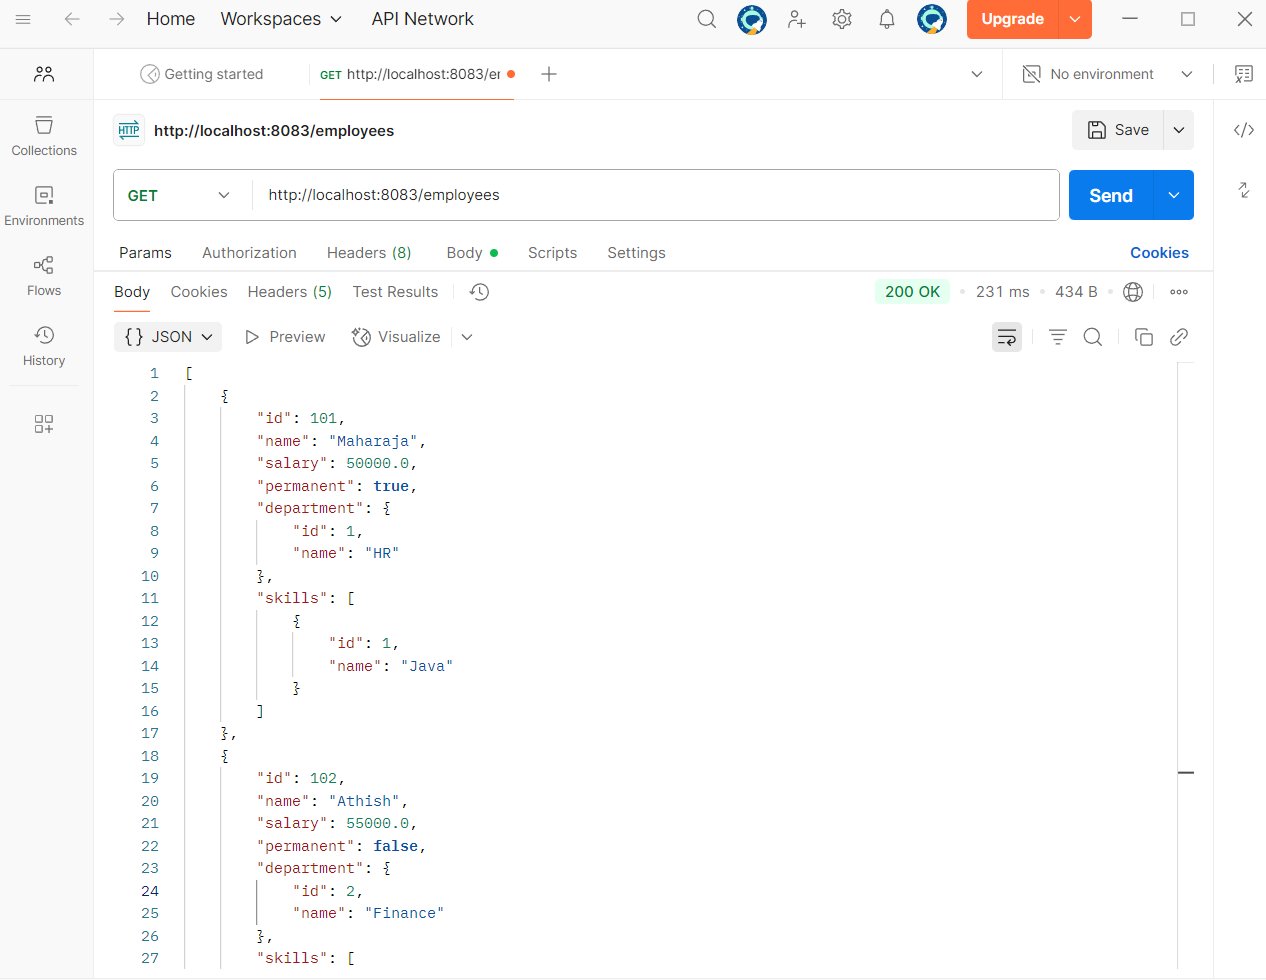 Home Workspaces API Network Upgrade
Getting started GET http://localhost:8083/er No environment
HTTP http://localhost:8083/employees Save
Collections
GET http://localhost:8083/employees Send
Environments
Params Authorization Headers (8) Body Scripts Settings Cookies
Flows
Body Cookies Headers (5) Test Results 200 OK 231 ms 434 B
History
{} JSON Preview Visualize
1 [
2 {
3 "id": 101,
4 "name": "Maharaja",
5 "salary": 50000.0,
6 "permanent": true,
7 "department": {
8 "id": 1,
9 "name": "HR"
10 },
11 "skills": [
12 {
13 "id": 1,
14 "name": "Java"
15 }
16 ]
17 },
18 {
19 "id": 102,
20 "name": "Athish",
21 "salary": 55000.0,
22 "permanent": false,
23 "department": {
24 "id": 2,
25 "name": "Finance"
26 },
27 "skills": [